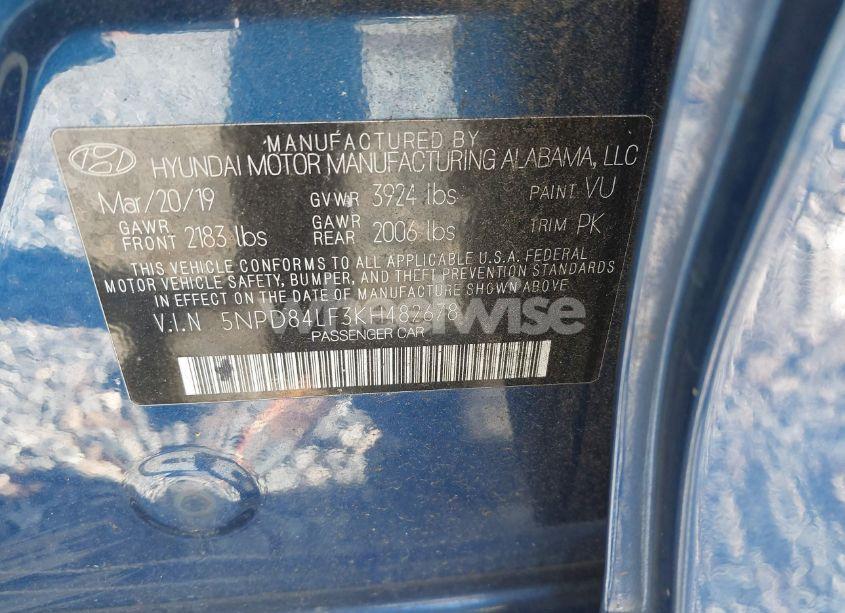 MANUFACTURED BY
HYUNDAI MOTOR MANUFACTURING ALABAMA, LLC
Mar/20/19 GVWR 3924 lbs PAINT VU
GAWR FRONT 2183 lbs GAWR REAR 2006 lbs TRIM PK
THIS VEHICLE CONFORMS TO ALL APPLICABLE U.S.A. FEDERAL
MOTOR VEHICLE SAFETY, BUMPER, AND THEFT PREVENTION STANDARDS
IN EFFECT ON THE DATE OF MANUFACTURE SHOWN ABOVE
V.I.N 5NPD84LF3KH482678
PASSENGER CAR
wheelwise